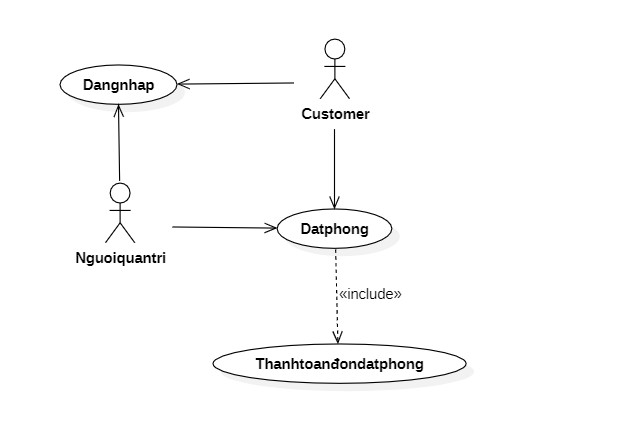 Dangnhap
Customer
Nguoiquantri
Datphong
«include»
Thanhtoanđondatphong